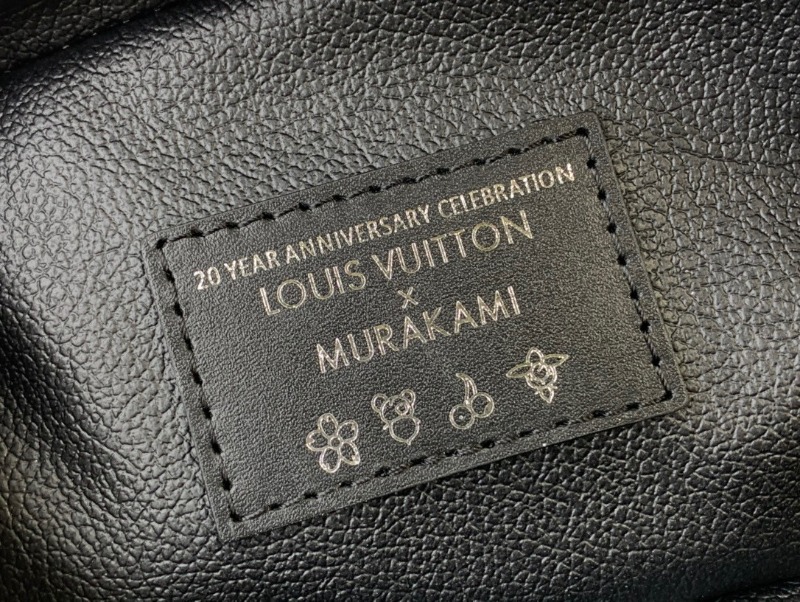 20 YEAR ANNIVERSARY CELEBRATION
LOUIS VUITTON
×
MURAKAMI